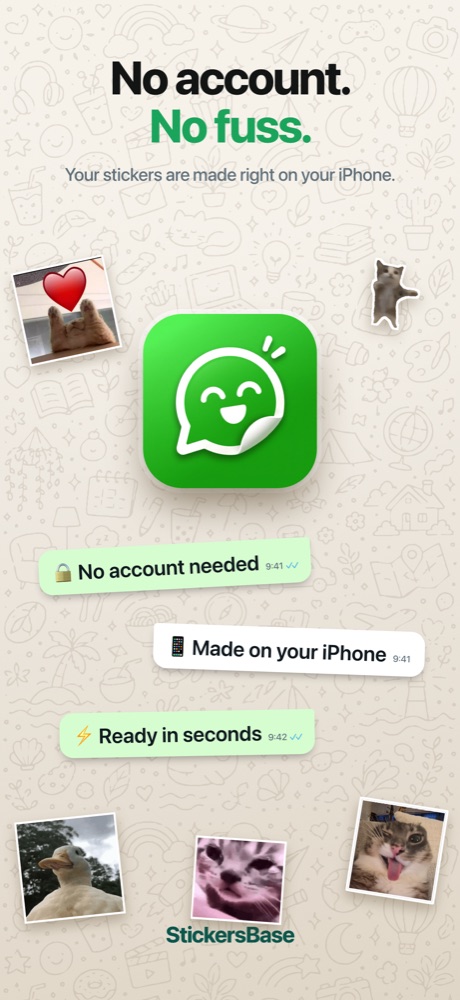 No account.
No fuss.
Your stickers are made right on your iPhone.
🔒 No account needed 9:41
📱 Made on your iPhone 9:41
⚡ Ready in seconds 9:42
StickersBase